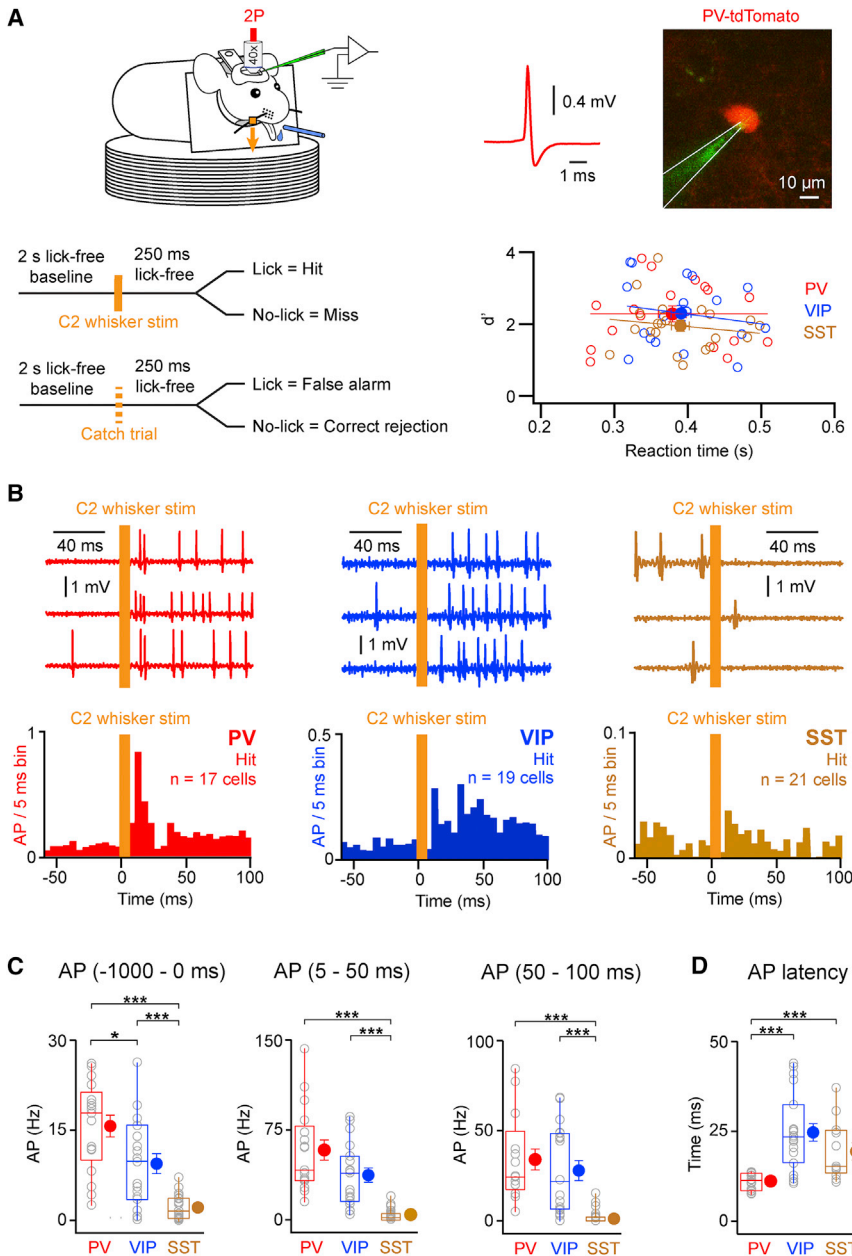 A
2P
40x
PV-tdTomato
0.4 mV
1 ms
10 µm
2 s lick-free
baseline
250 ms
lick-free
Lick = Hit
No-lick = Miss
C2 whisker stim
2 s lick-free
baseline
250 ms
lick-free
Lick = False alarm
No-lick = Correct rejection
Catch trial
4
2
0
d'
PV
VIP
SST
0.2 0.3 0.4 0.5 0.6
Reaction time (s)
B
C2 whisker stim
40 ms
1 mV
C2 whisker stim
40 ms
1 mV
C2 whisker stim
40 ms
1 mV
C2 whisker stim
PV
Hit
n = 17 cells
1
0
AP / 5 ms bin
-50 0 50 100
Time (ms)
C2 whisker stim
VIP
Hit
n = 19 cells
0.5
0
AP / 5 ms bin
-50 0 50 100
Time (ms)
C2 whisker stim
SST
Hit
n = 21 cells
0.1
0
AP / 5 ms bin
-50 0 50 100
Time (ms)
C
AP (-1000 - 0 ms)
***
***
*
30
15
0
AP (Hz)
PV VIP SST
AP (5 - 50 ms)
***
***
150
75
0
AP (Hz)
PV VIP SST
AP (50 - 100 ms)
***
***
100
50
0
AP (Hz)
PV VIP SST
D
AP latency
***
***
50
25
0
Time (ms)
PV VIP SST